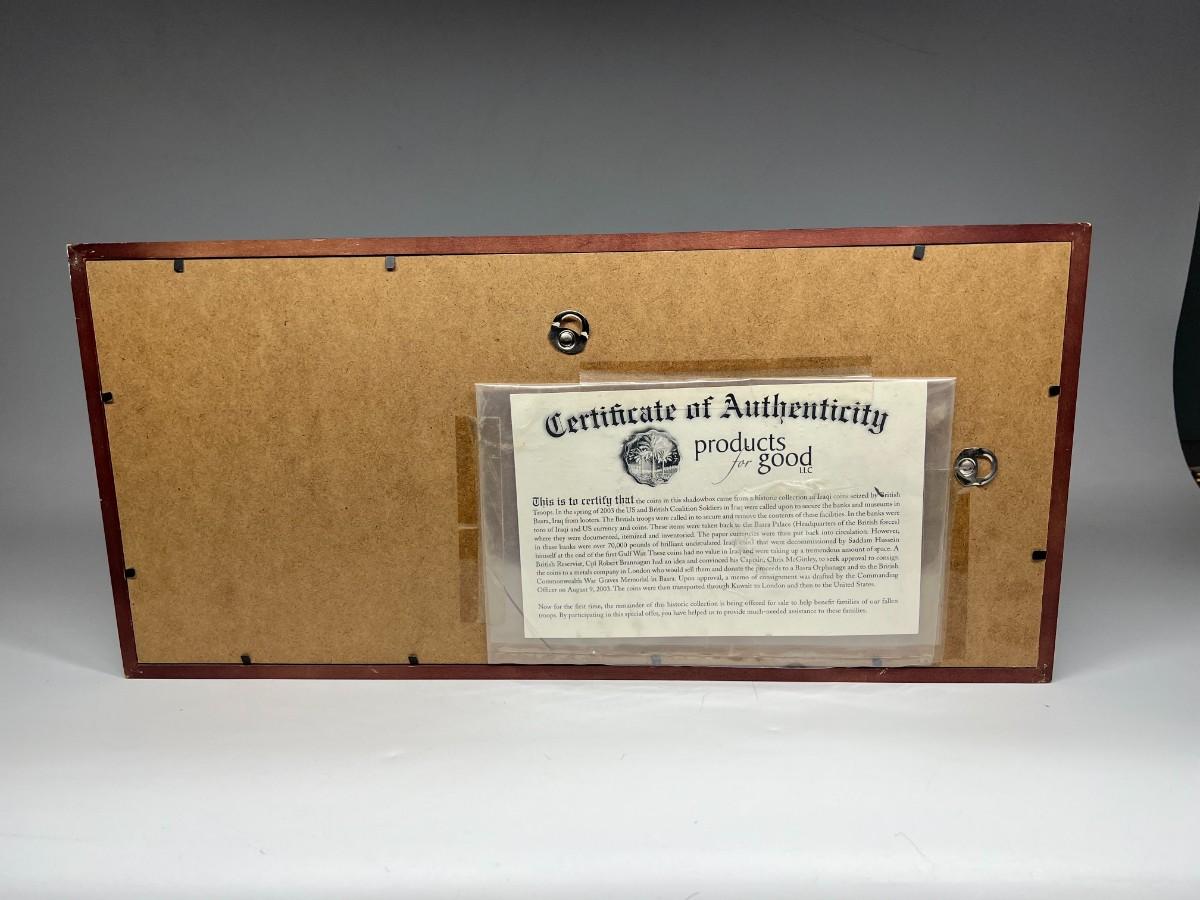 Certificate of Authenticity
products
for good
LLC
This is to certify that the coins in this shadowbox came from a historic collection of Iraqi coins seized by British
Troops. In the spring of 2003 the US and British Coalition Soldiers in Iraq were called upon to secure the banks and museums in
Basra, Iraq from looters. The British troops were called in to secure and remove the contents of these facilities. In the banks were
tons of Iraqi and US currency and coins. These items were taken back to the Basra Palace (Headquarters of the British forces)
where they were documented, itemized and inventoried. The paper currencies were then put back into circulation. However,
in these banks were over 70,000 pounds of brilliant uncirculated Iraqi coins that were decommissioned by Saddam Hussein
himself at the end of the first Gulf War. These coins had no value in Iraq and were taking up a tremendous amount of space. A
British Reservist, Cpl Robert Brannagan had an idea and convinced his Captain, Chris McGinley, to seek approval to consign
the coins to a metals company in London who would sell them and donate the proceeds to a Basra Orphanage and to the British
Commonwealth War Graves Memorial in Basra. Upon approval, a memo of consignment was drafted by the Commanding
Officer on August 9, 2003. The coins were then transported through Kuwait to London and then to the United States.
Now for the first time, the remainder of this historic collection is being offered for sale to help benefit families of our fallen
troops. By participating in this special offer, you have helped us to provide much-needed assistance to these families.